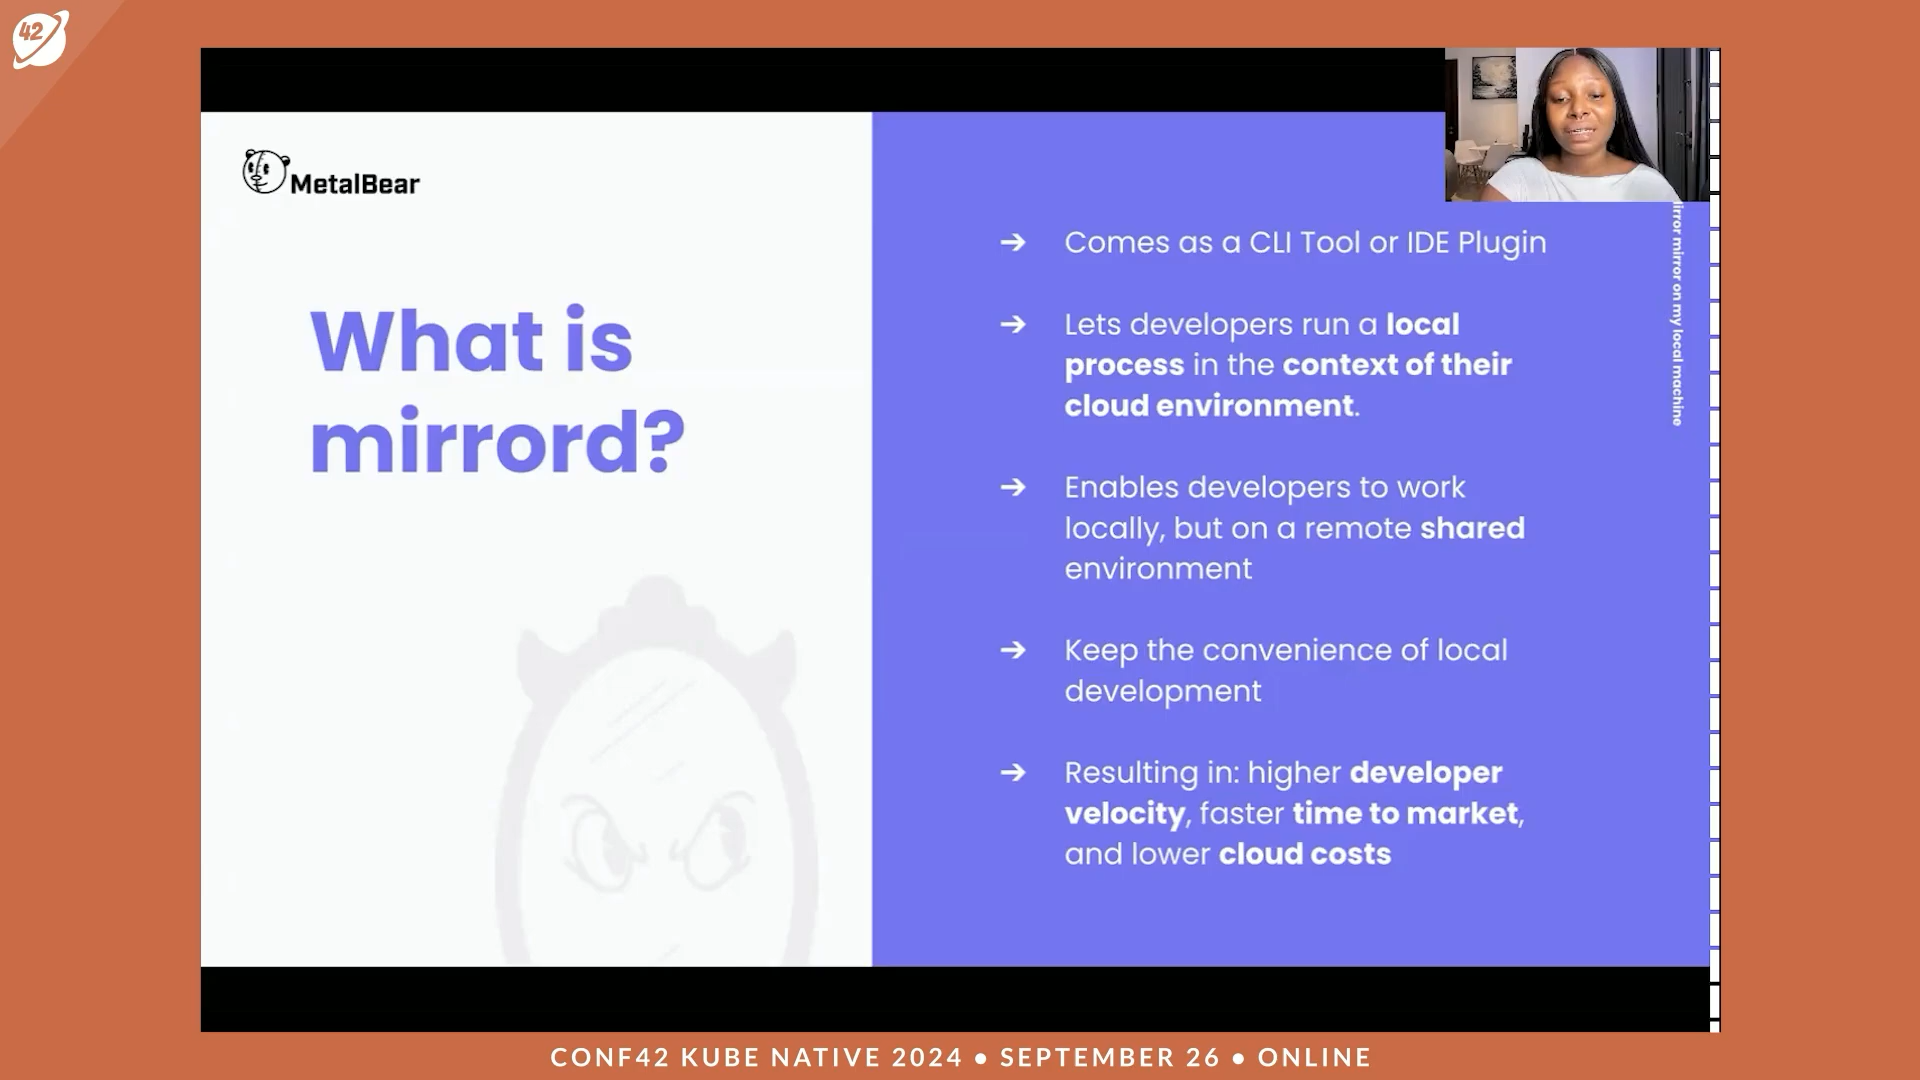 42
MetalBear
What is
mirrord?
→ Comes as a CLI Tool or IDE Plugin
→ Lets developers run a local
process in the context of their
cloud environment.
→ Enables developers to work
locally, but on a remote shared
environment
→ Keep the convenience of local
development
→ Resulting in: higher developer
velocity, faster time to market,
and lower cloud costs
mirror on my local machine
CONF42 KUBE NATIVE 2024 ● SEPTEMBER 26 ● ONLINE